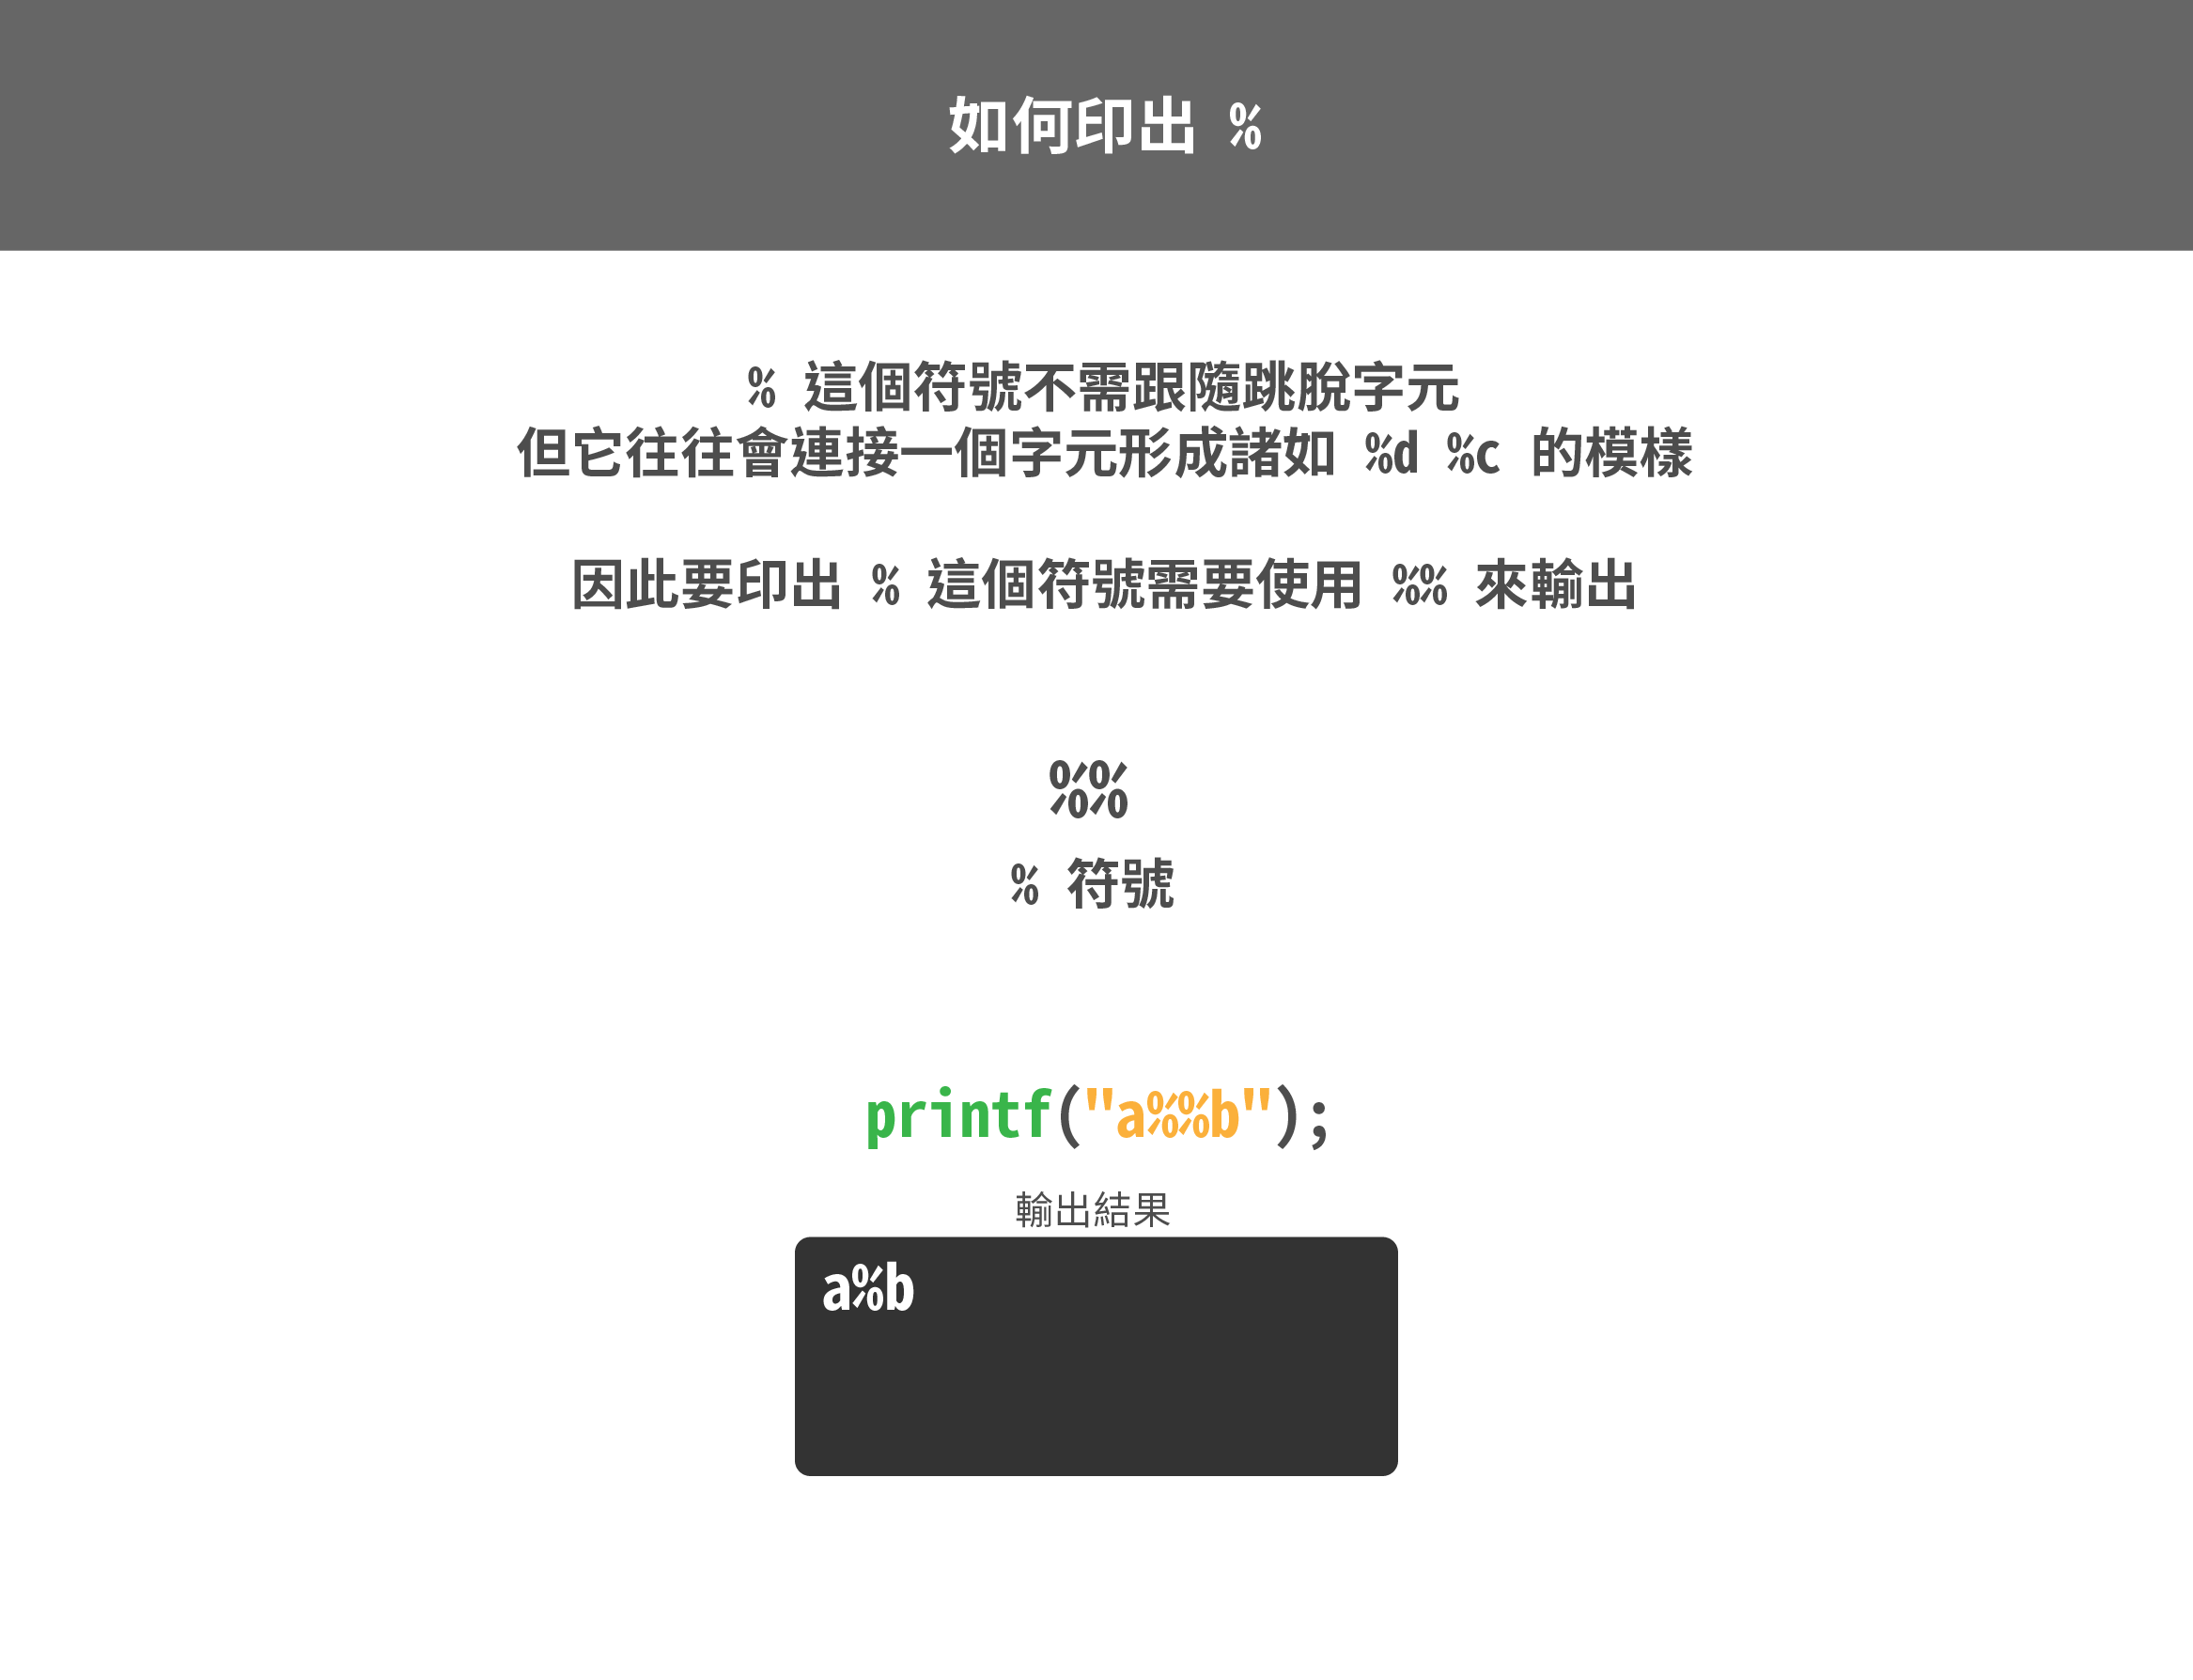 如何印出 %
% 這個符號不需跟隨跳脫字元
但它往往會連接一個字元形成諸如 %d %c 的模樣
因此要印出 % 這個符號需要使用 %% 來輸出
%%
% 符號
printf("a%%b");
輸出結果
a%b